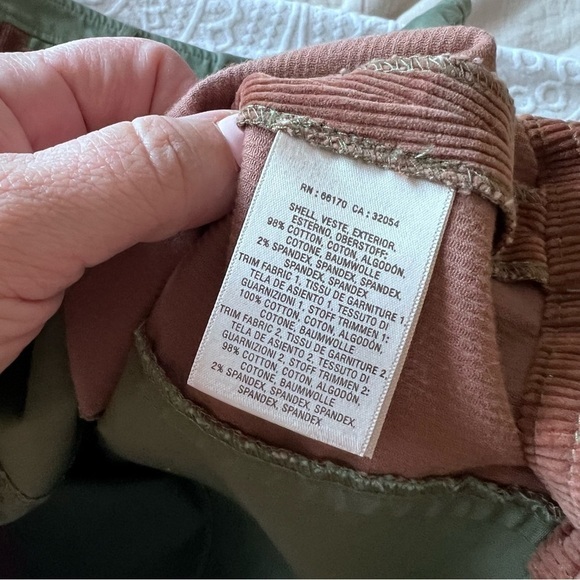 RN : 66170 CA : 32054
SHELL, VESTE, EXTERIOR,
ESTERNO, OBERSTOFF:
98% COTTON, COTON, ALGODÓN,
COTONE, BAUMWOLLE
2% SPANDEX, SPANDEX, SPANDEX,
SPANDEX, SPANDEX
TRIM FABRIC 1, TISSU DE GARNITURE 1,
TELA DE ASIENTO 1, TESSUTO DI
GUARNIZIONI 1, STOFF TRIMMEN 1:
100% COTTON, COTON, ALGODÓN,
COTONE, BAUMWOLLE
TRIM FABRIC 2, TISSU DE GARNITURE 2,
TELA DE ASIENTO 2, TESSUTO DI
GUARNIZIONI 2, STOFF TRIMMEN 2:
98% COTTON, COTON, ALGODÓN,
COTONE, BAUMWOLLE
2% SPANDEX, SPANDEX, SPANDEX,
SPANDEX, SPANDEX